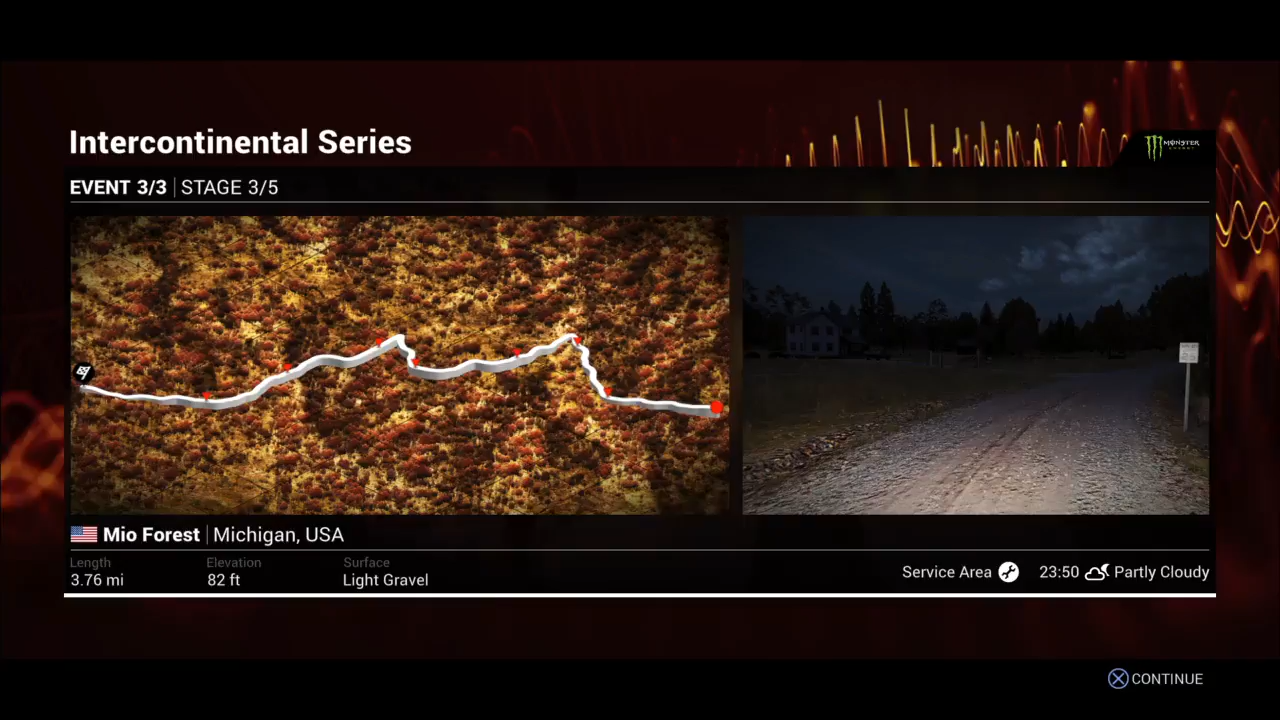 Intercontinental Series
MONSTER
ENERGY
EVENT 3/3 | STAGE 3/5
Mio Forest | Michigan, USA
Length
3.76 mi
Elevation
82 ft
Surface
Light Gravel
Service Area
23:50 Partly Cloudy
CONTINUE